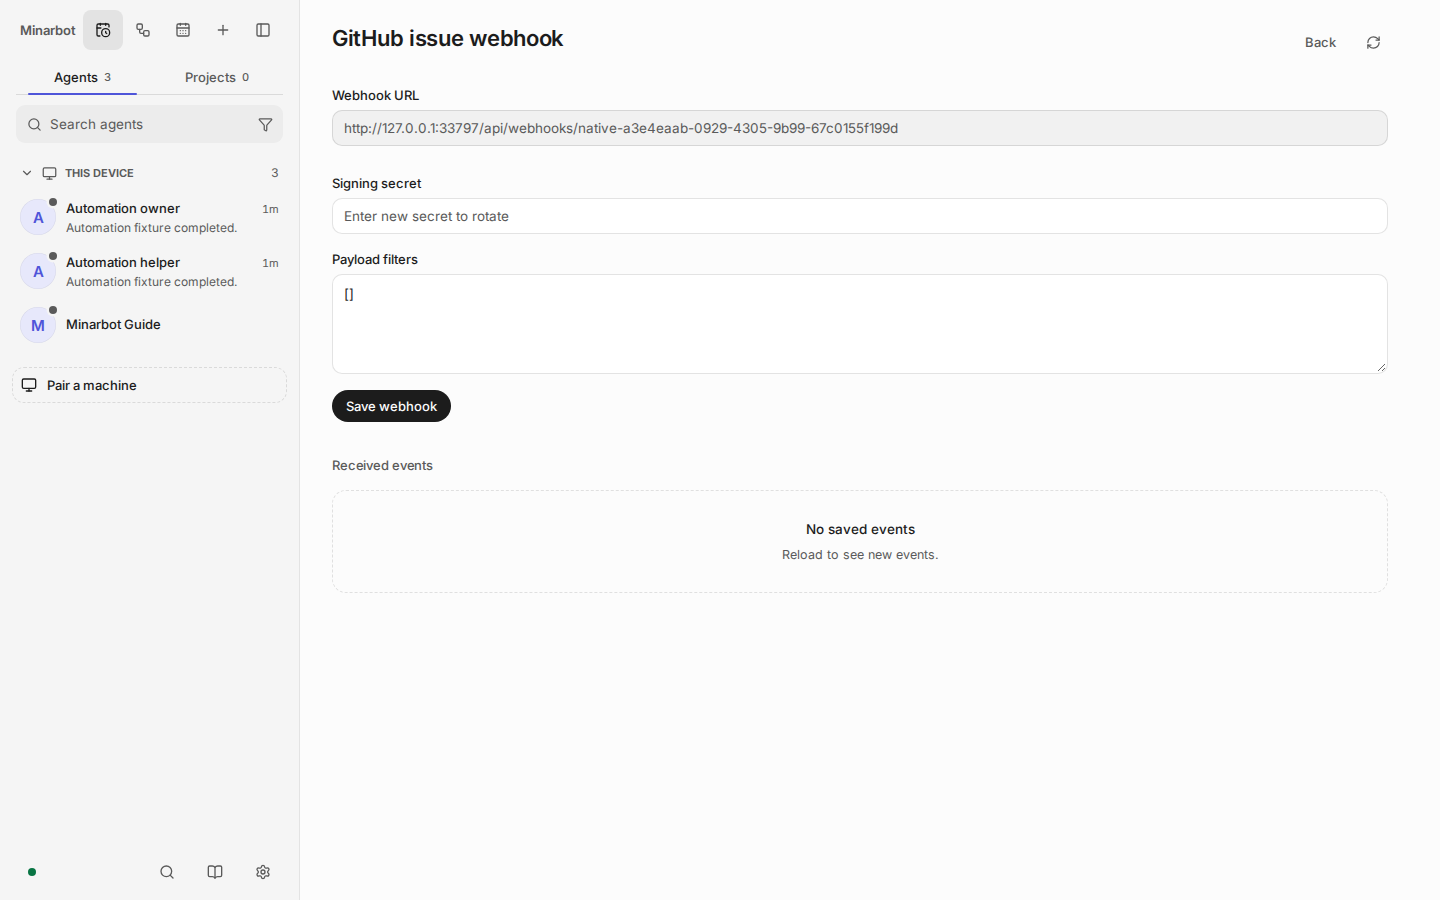 Minarbot
Agents 3
Projects 0
Search agents
THIS DEVICE 3
A
Automation owner 1m
Automation fixture completed.
A
Automation helper 1m
Automation fixture completed.
M
Minarbot Guide
Pair a machine
GitHub issue webhook
Back
Webhook URL
http://127.0.0.1:33797/api/webhooks/native-a3e4eaab-0929-4305-9b99-67c0155f199d
Signing secret
Enter new secret to rotate
Payload filters
[]
Save webhook
Received events
No saved events
Reload to see new events.